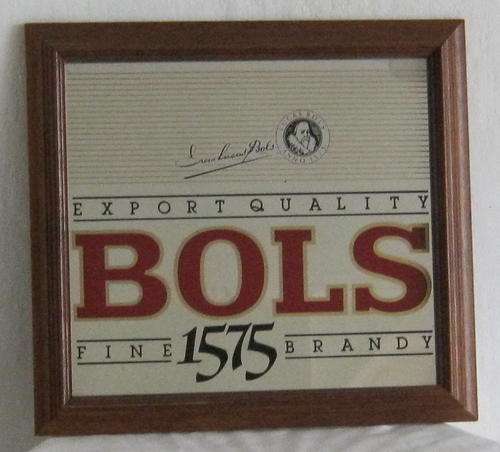 EXPORT QUALITY
BOLS
FINE 1575 BRANDY